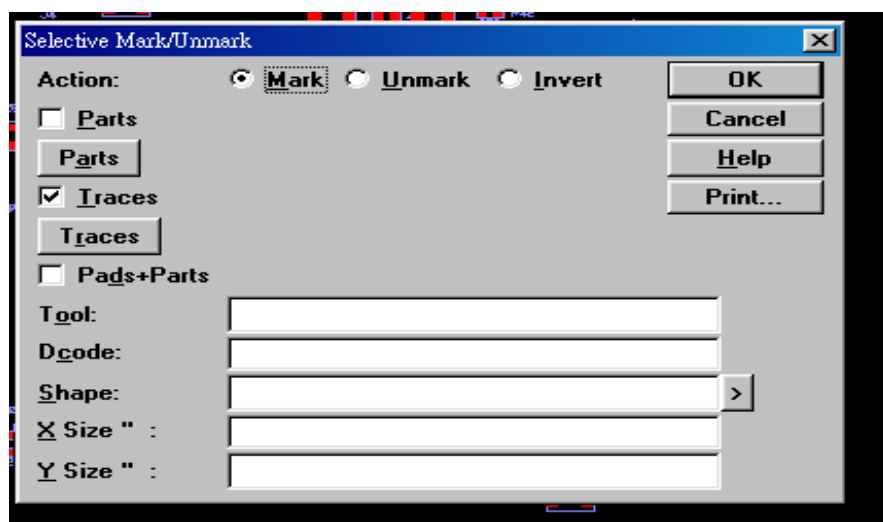 Selective Mark/Unmark
Action: Mark Unmark Invert OK
Parts Cancel
Parts Help
Traces Print...
Traces
Pads+Parts
Tool:
Dcode:
Shape: >
X Size " :
Y Size " :